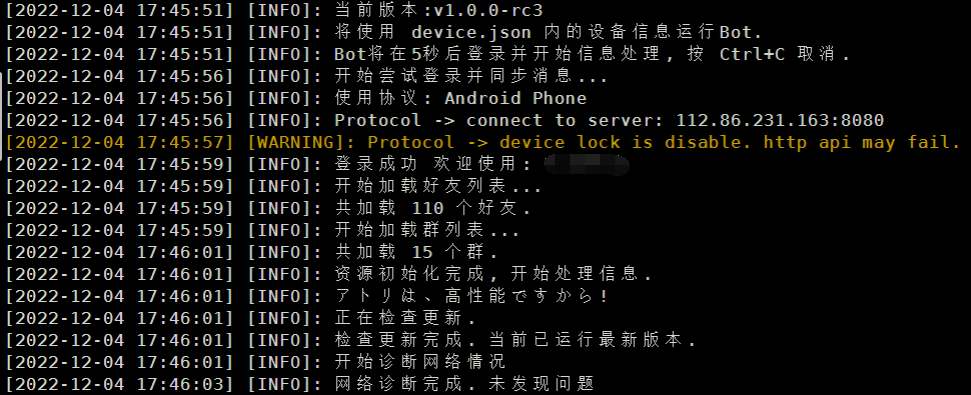 [2022-12-04 17:45:51] [INFO]: 当前版本:v1.0.0-rc3
[2022-12-04 17:45:51] [INFO]: 将使用 device.json 内的设备信息运行Bot.
[2022-12-04 17:45:51] [INFO]: Bot将在5秒后登录并开始信息处理, 按 Ctrl+C 取消.
[2022-12-04 17:45:56] [INFO]: 开始尝试登录并同步消息...
[2022-12-04 17:45:56] [INFO]: 使用协议: Android Phone
[2022-12-04 17:45:56] [INFO]: Protocol -> connect to server: 112.86.231.163:8080
[2022-12-04 17:45:57] [WARNING]: Protocol -> device lock is disable. http api may fail.
[2022-12-04 17:45:59] [INFO]: 登录成功 欢迎使用:
[2022-12-04 17:45:59] [INFO]: 开始加载好友列表...
[2022-12-04 17:45:59] [INFO]: 共加载 110 个好友.
[2022-12-04 17:45:59] [INFO]: 开始加载群列表...
[2022-12-04 17:46:01] [INFO]: 共加载 15 个群.
[2022-12-04 17:46:01] [INFO]: 资源初始化完成, 开始处理信息.
[2022-12-04 17:46:01] [INFO]: アトリは、高性能ですから!
[2022-12-04 17:46:01] [INFO]: 正在检查更新.
[2022-12-04 17:46:01] [INFO]: 检查更新完成. 当前已运行最新版本.
[2022-12-04 17:46:01] [INFO]: 开始诊断网络情况
[2022-12-04 17:46:03] [INFO]: 网络诊断完成. 未发现问题